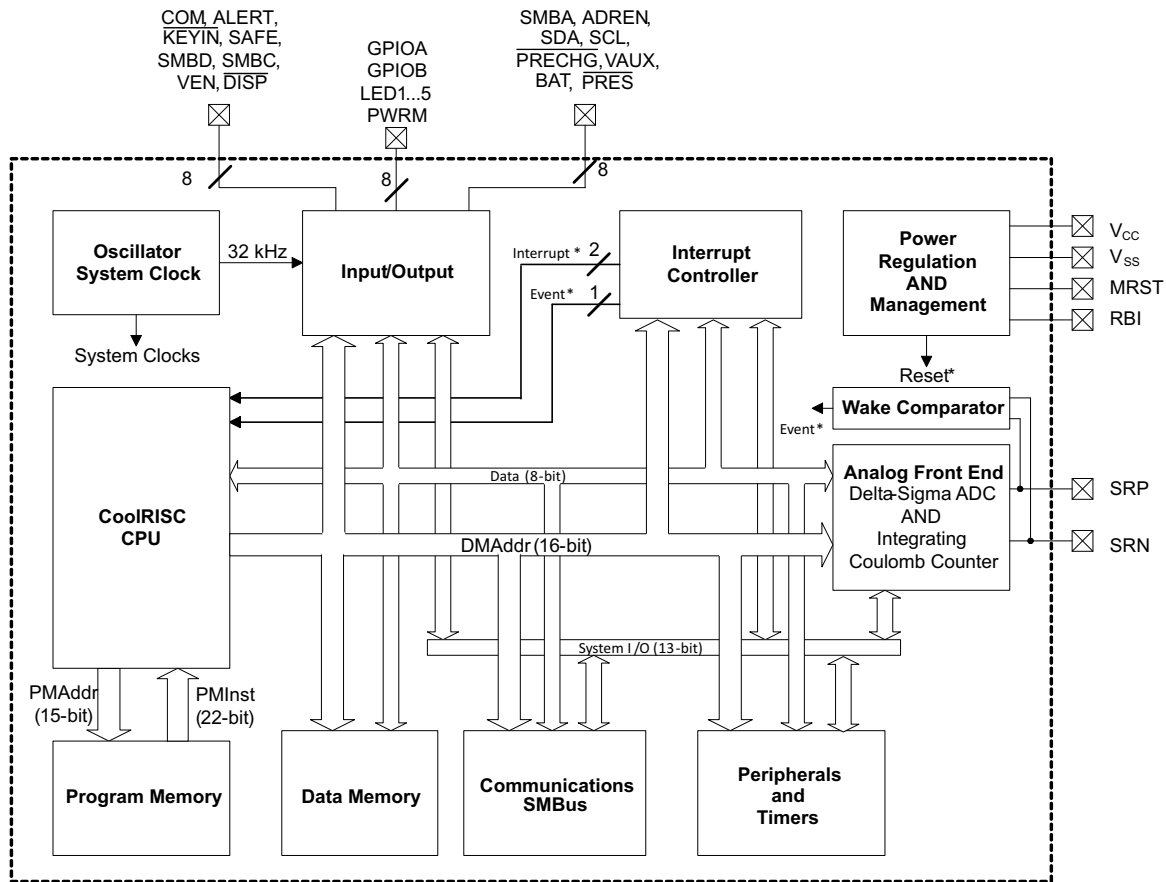 COM, ALERT,
KEYIN, SAFE,
SMBD, SMBC,
VEN, DISP
GPIOA
GPIOB
LED1...5
PWRM
SMBA, ADREN,
SDA, SCL,
PRECHG, VAUX,
BAT, PRES
8
8
8
Oscillator
System Clock
32 kHz
Input/Output
Interrupt *
2
Event*
1
Interrupt
Controller
Power
Regulation
AND
Management
VCC
VSS
MRST
RBI
System Clocks
Reset*
Wake Comparator
Event*
CoolRISC
CPU
Data (8-bit)
DMAddr (16-bit)
Analog Front End
Delta-Sigma ADC
AND
Integrating
Coulomb Counter
SRP
SRN
System I/O (13-bit)
PMAddr
(15-bit)
PMInst
(22-bit)
Program Memory
Data Memory
Communications
SMBus
Peripherals
and
Timers